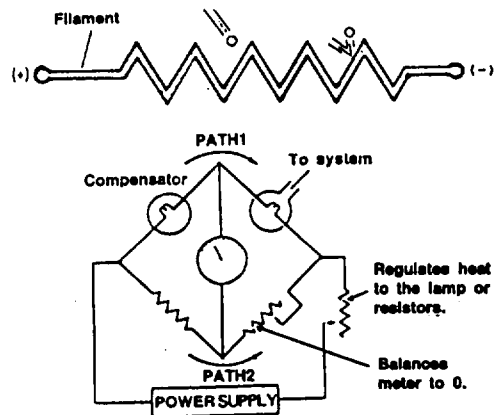 Filament
(+)
(-)
PATH1
To system
Compensator
Regulates heat
to the lamp or
resistors.
Balances
meter to 0.
PATH2
POWER SUPPLY